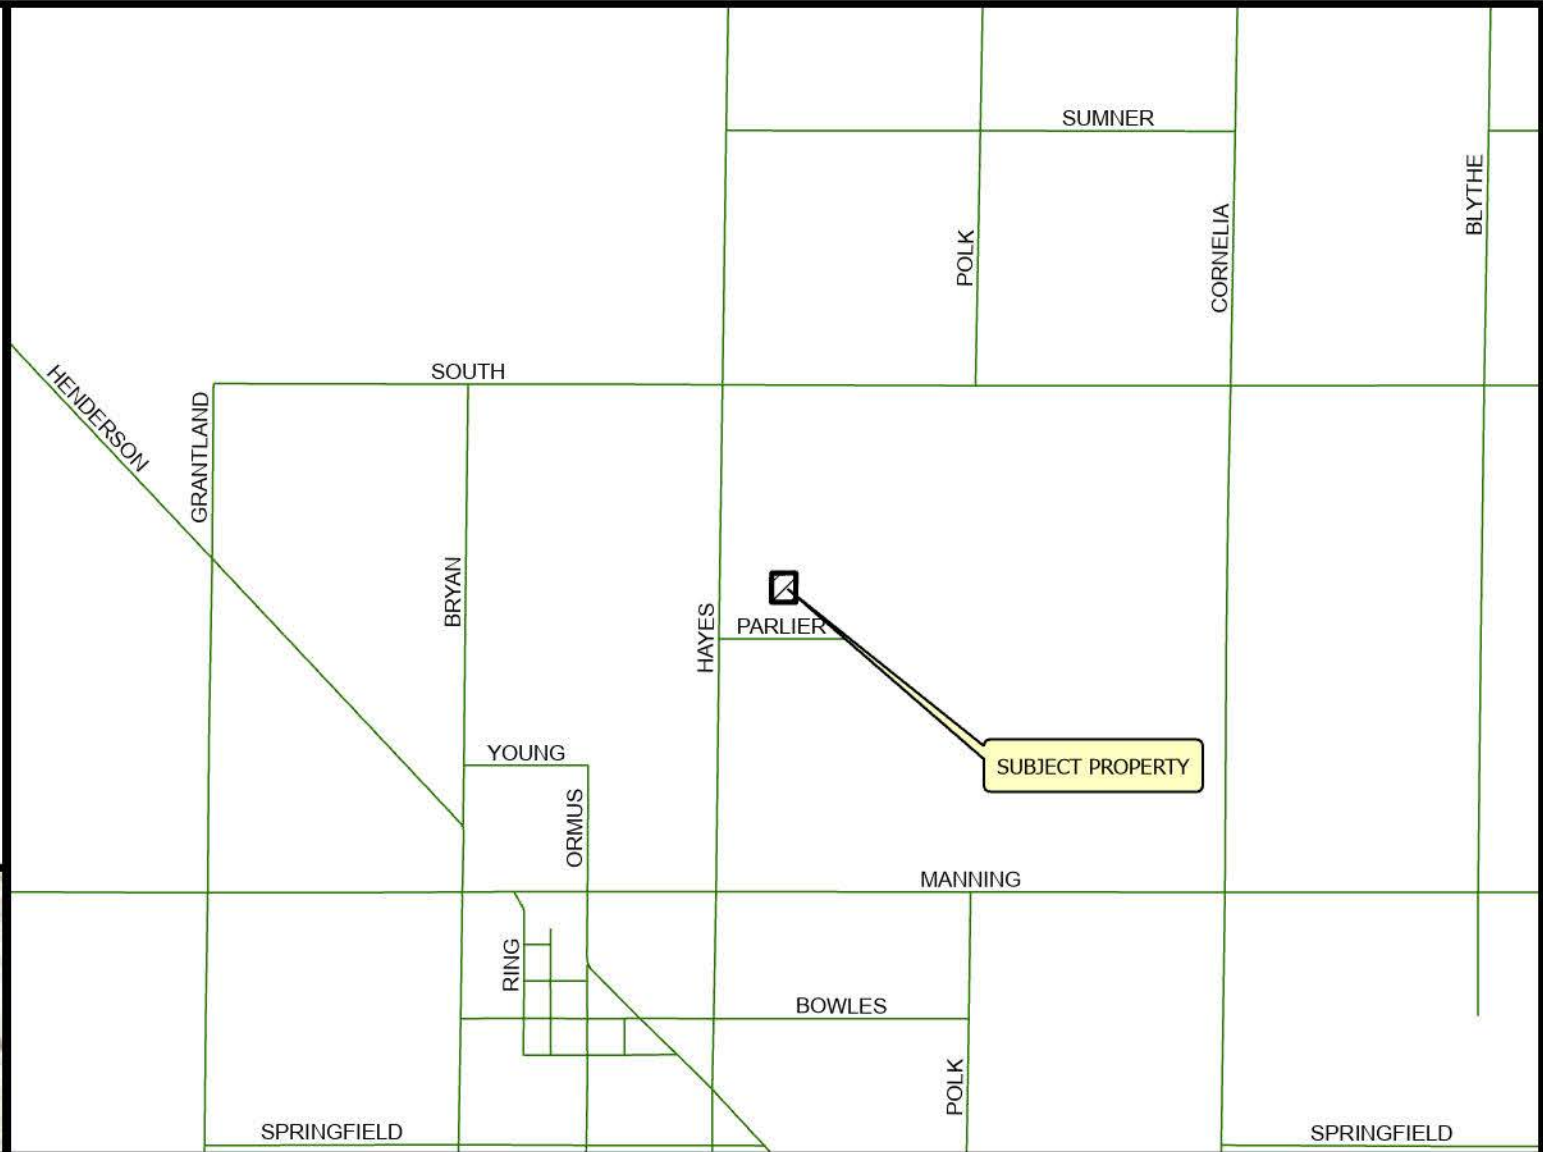 SUMNER
BLYTHE
CORNELIA
POLK
SOUTH
HENDERSON
GRANTLAND
BRYAN
HAYES
PARLIER
YOUNG
SUBJECT PROPERTY
ORMUS
MANNING
RING
BOWLES
POLK
SPRINGFIELD
SPRINGFIELD